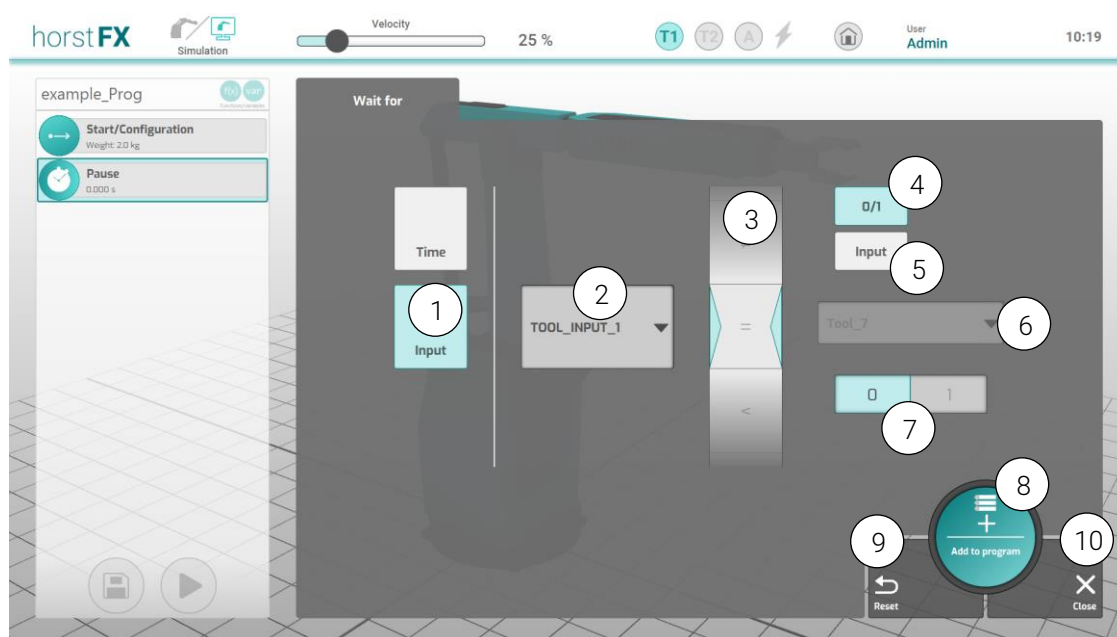 horstFX
Simulation
Velocity
25 %
T1
T2
A
User
Admin
10:19
example_Prog
f(x)
var
Start/Configuration
Weight: 2.0 kg
Pause
0.000 s
Wait for
Time
1
Input
2
TOOL_INPUT_1
3
=
<
4
0/1
Input
5
Tool_7
6
0
1
7
8
Add to program
9
Reset
10
Close